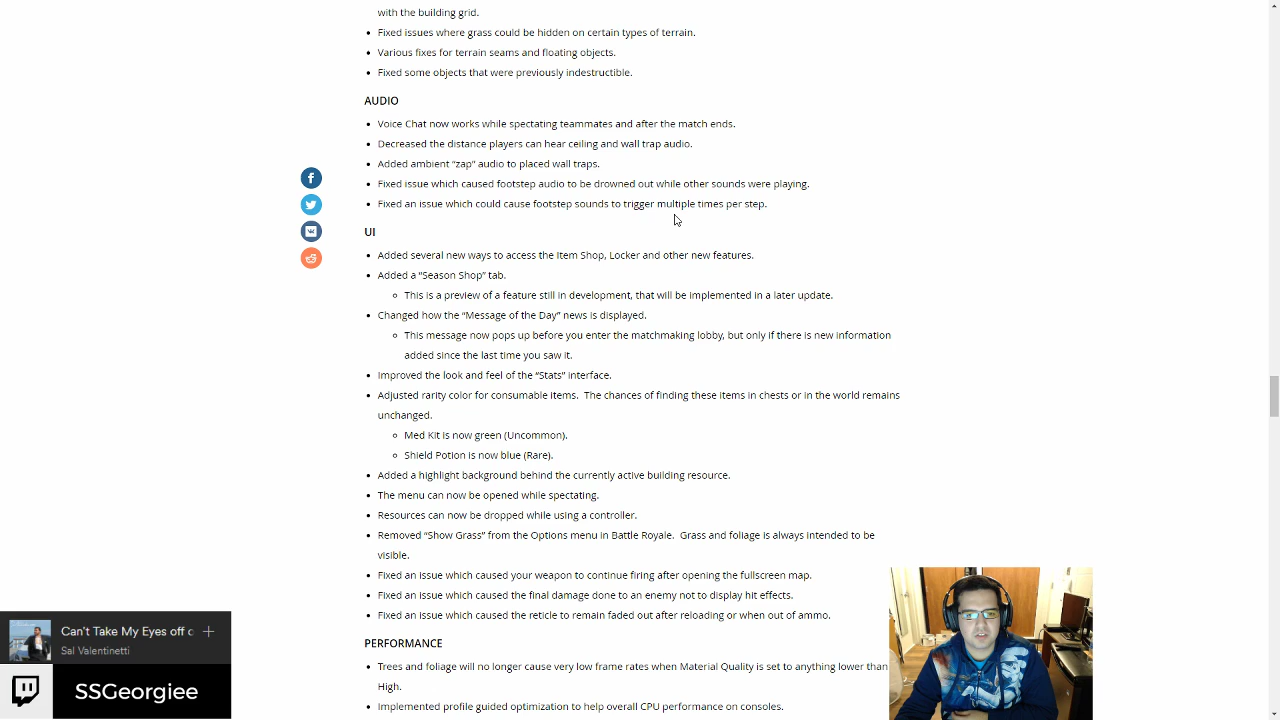 with the building grid.
• Fixed issues where grass could be hidden on certain types of terrain.
• Various fixes for terrain seams and floating objects.
• Fixed some objects that were previously indestructible.
AUDIO
• Voice Chat now works while spectating teammates and after the match ends.
• Decreased the distance players can hear ceiling and wall trap audio.
• Added ambient “zap” audio to placed wall traps.
• Fixed issue which caused footstep audio to be drowned out while other sounds were playing.
• Fixed an issue which could cause footstep sounds to trigger multiple times per step.
UI
• Added several new ways to access the Item Shop, Locker and other new features.
• Added a “Season Shop” tab.
○ This is a preview of a feature still in development, that will be implemented in a later update.
• Changed how the “Message of the Day” news is displayed.
○ This message now pops up before you enter the matchmaking lobby, but only if there is new information
added since the last time you saw it.
• Improved the look and feel of the “Stats” interface.
• Adjusted rarity color for consumable items.  The chances of finding these items in chests or in the world remains
unchanged.
○ Med Kit is now green (Uncommon).
○ Shield Potion is now blue (Rare).
• Added a highlight background behind the currently active building resource.
• The menu can now be opened while spectating.
• Resources can now be dropped while using a controller.
• Removed “Show Grass” from the Options menu in Battle Royale.  Grass and foliage is always intended to be
visible.
• Fixed an issue which caused your weapon to continue firing after opening the fullscreen map.
• Fixed an issue which caused the final damage done to an enemy not to display hit effects.
• Fixed an issue which caused the reticle to remain faded out after reloading or when out of ammo.
PERFORMANCE
• Trees and foliage will no longer cause very low frame rates when Material Quality is set to anything lower than
High.
• Implemented profile guided optimization to help overall CPU performance on consoles.
Can't Take My Eyes off
Sal Valentinetti
SSGeorgiee